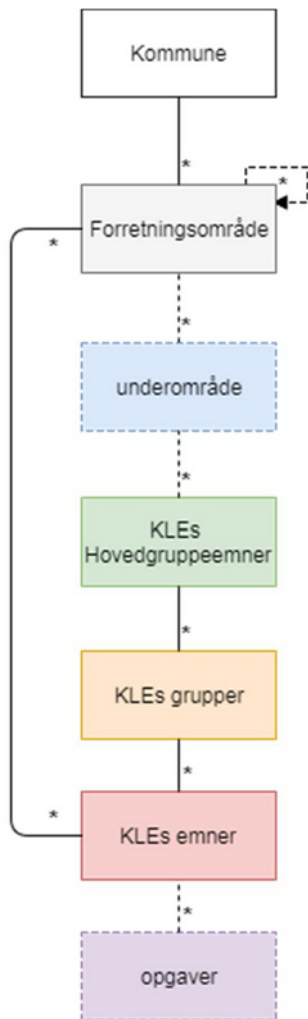 Kommune
*
*
Forretningsområde
*
*
underområde
*
KLEs
Hovedgruppeemner
*
KLEs grupper
*
*
KLEs emner
*
opgaver